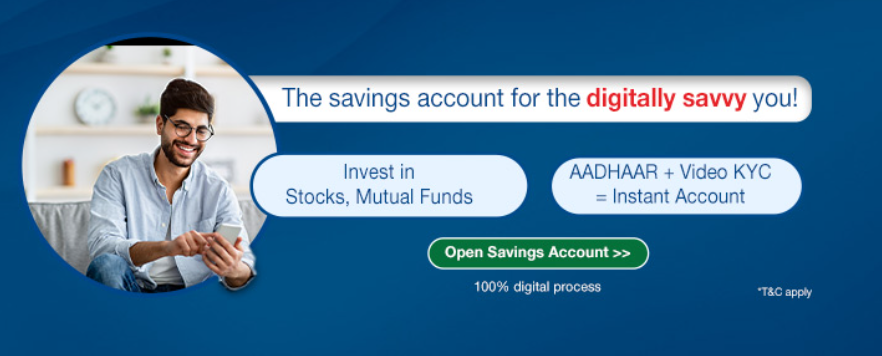 The savings account for the digitally savvy you!
Invest in
Stocks, Mutual Funds
AADHAAR + Video KYC
= Instant Account
Open Savings Account >>
100% digital process
*T&C apply